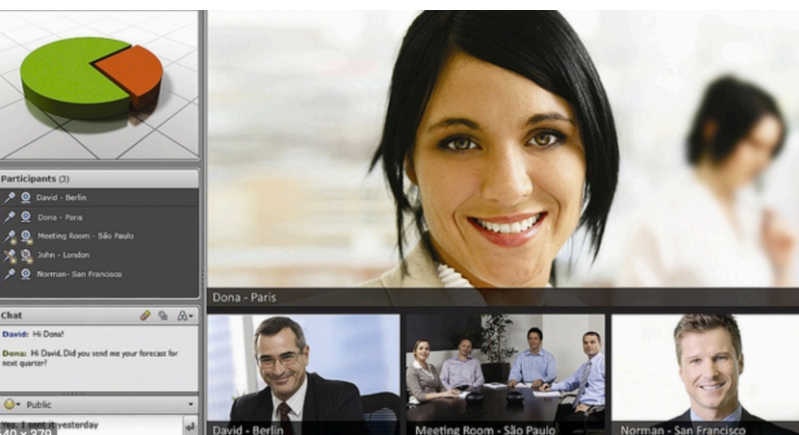 Participants (3)
David - Berlin
Dona - Paris
Meeting Room - São Paulo
John - London
Norman- San Francisco
Chat
A
David: Hi Dona!
Dona: Hi David, Did you send me your forecast for
next quarter?
Public
Yes, I sent it yesterday
40 x 379
Dona - Paris
David - Berlin
Meeting Room - São Paulo
Norman - San Francisco